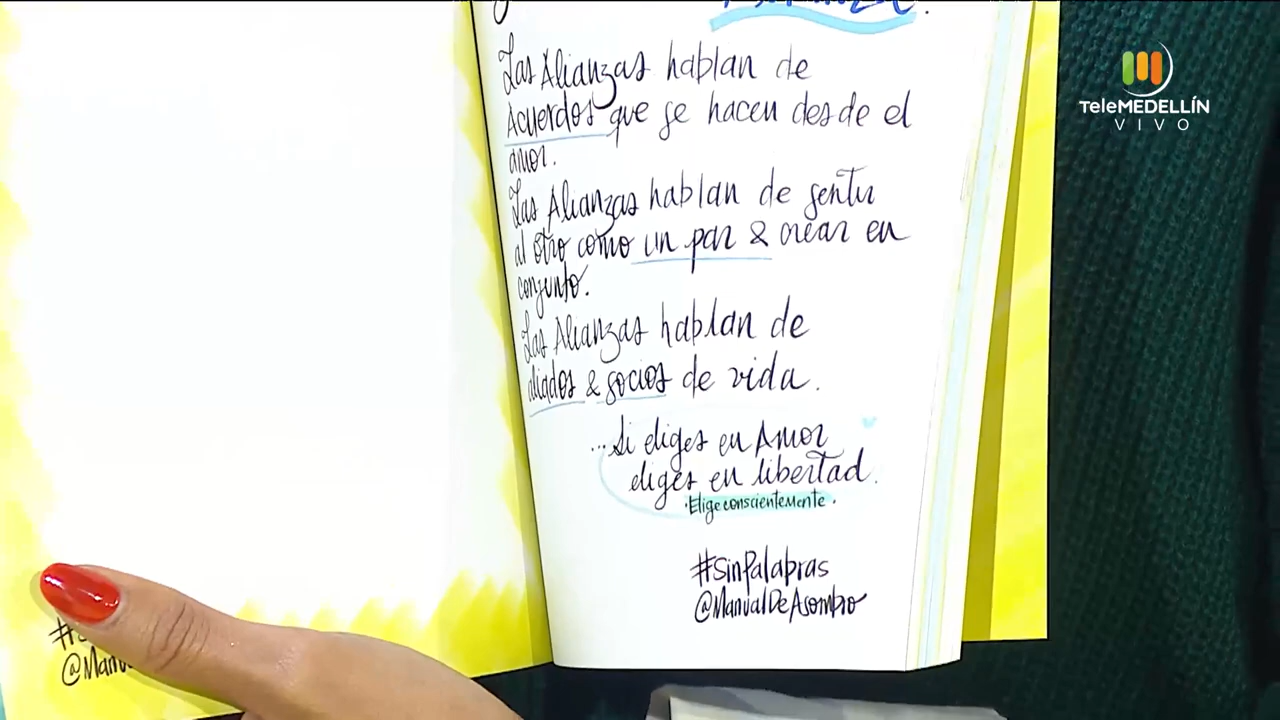 Las Alianzas hablan de
Acuerdos que se hacen desde el
amor.
Las Alianzas hablan de sentir
al otro como un par & crear en
conjunto.
Las Alianzas hablan de
aliados & socios de vida.
...Si eliges en Amor
eliges en libertad.
·Elige conscientemente·
#SinPalabras
@ManualDeAsombro
TeleMEDELLÍN
VIVO